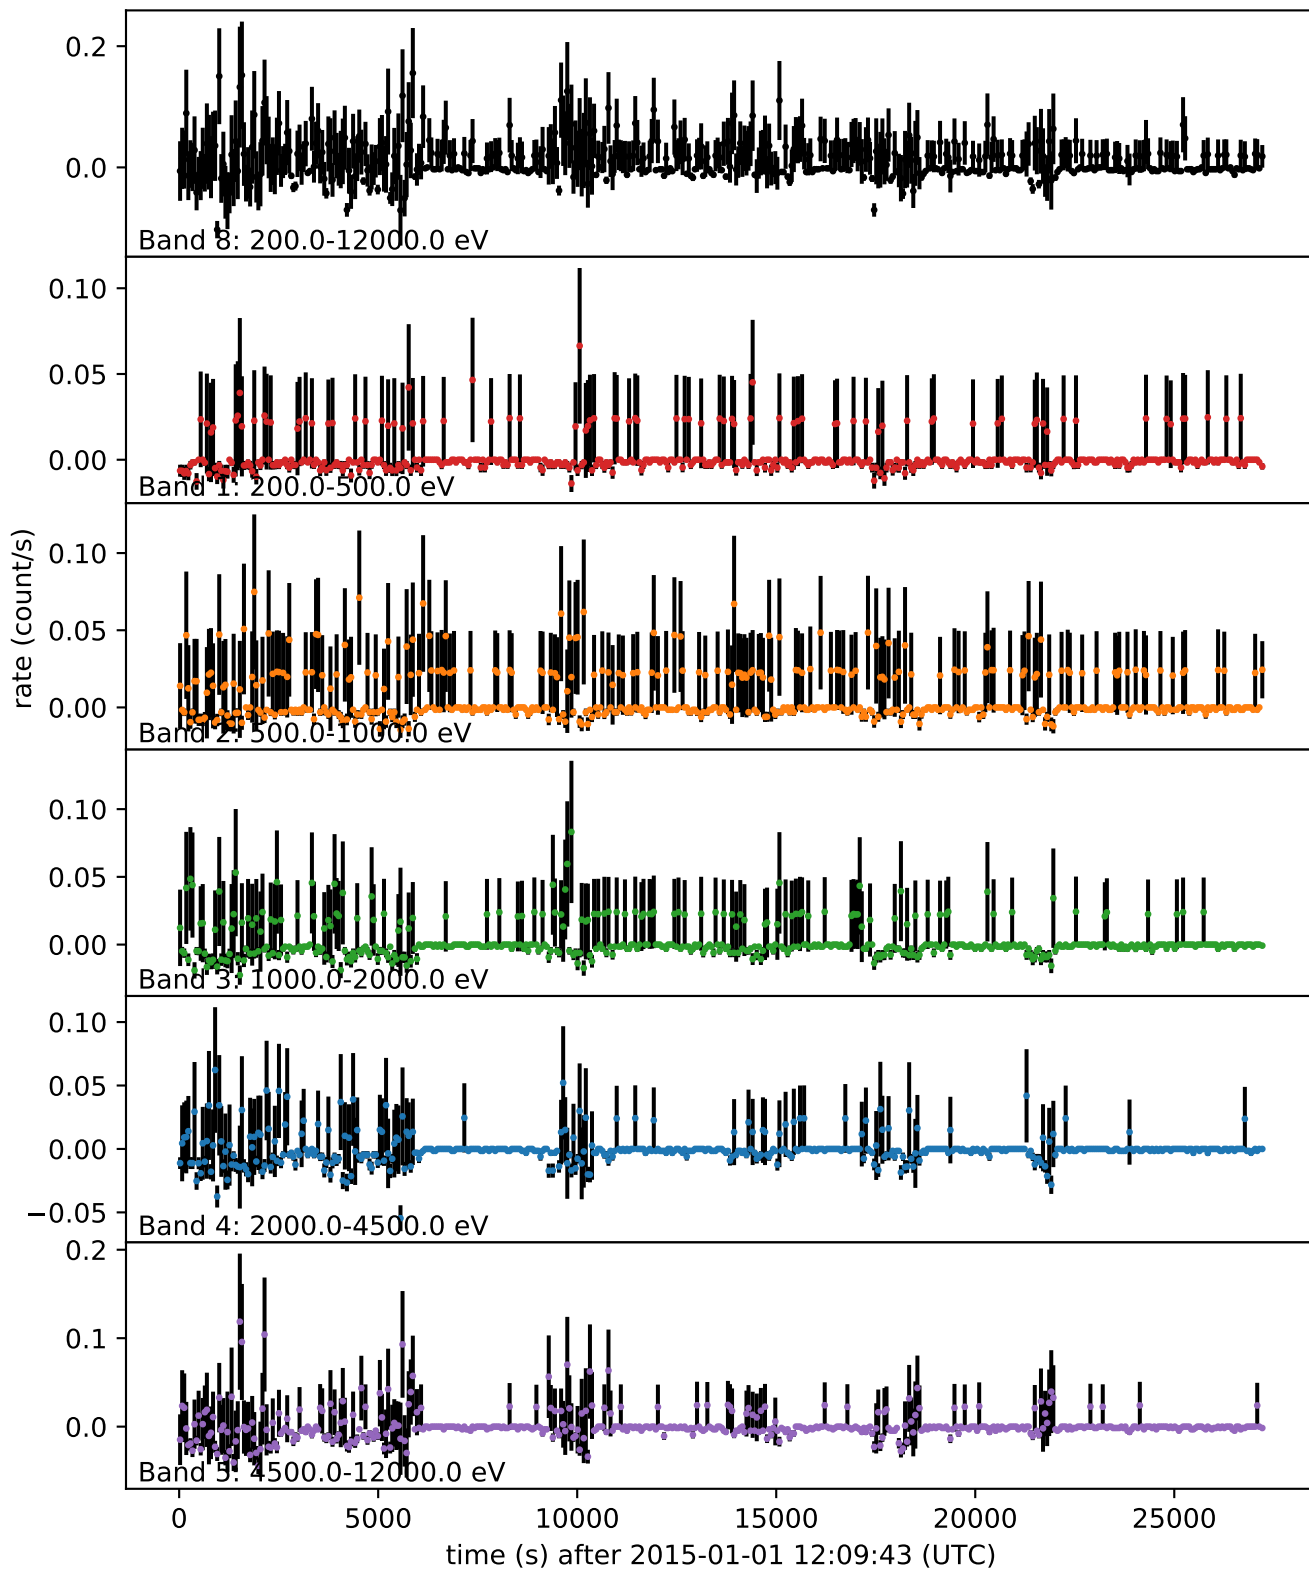 0.2
0.0
Band 8: 200.0-12000.0 eV
0.10
0.05
0.00
Band 1: 200.0-500.0 eV
0.10
0.05
0.00
Band 2: 500.0-1000.0 eV
rate (count/s)
0.10
0.05
0.00
Band 3: 1000.0-2000.0 eV
0.10
0.05
0.00
−0.05
Band 4: 2000.0-4500.0 eV
0.2
0.1
0.0
Band 5: 4500.0-12000.0 eV
0 5000 10000 15000 20000 25000
time (s) after 2015-01-01 12:09:43 (UTC)